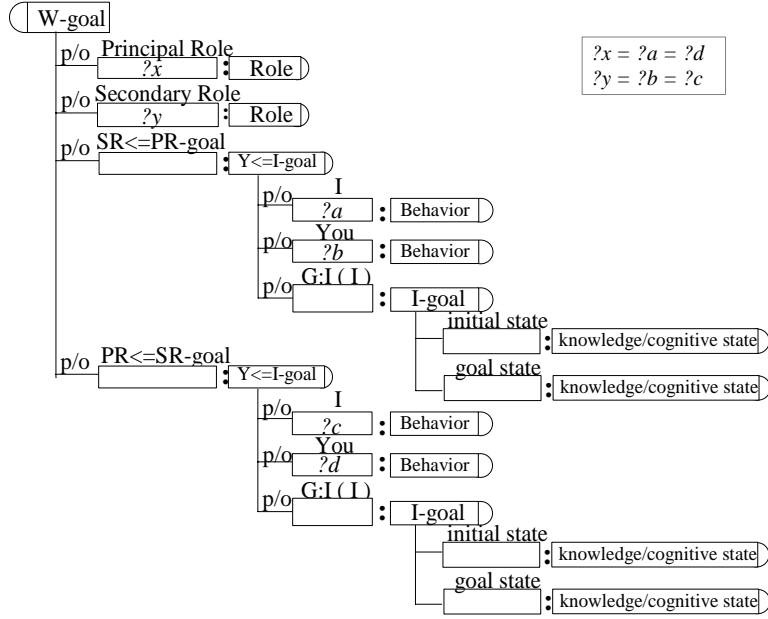 W-goal
p/o Principal Role
?x : Role
?x = ?a = ?d
?y = ?b = ?c
p/o Secondary Role
?y : Role
p/o SR<=PR-goal
: Y<=I-goal
p/o I
?a : Behavior
p/o You
?b : Behavior
p/o G:I ( I )
: I-goal
initial state
: knowledge/cognitive state
goal state
: knowledge/cognitive state
p/o PR<=SR-goal
: Y<=I-goal
p/o I
?c : Behavior
p/o You
?d : Behavior
p/o G:I ( I )
: I-goal
initial state
: knowledge/cognitive state
goal state
: knowledge/cognitive state